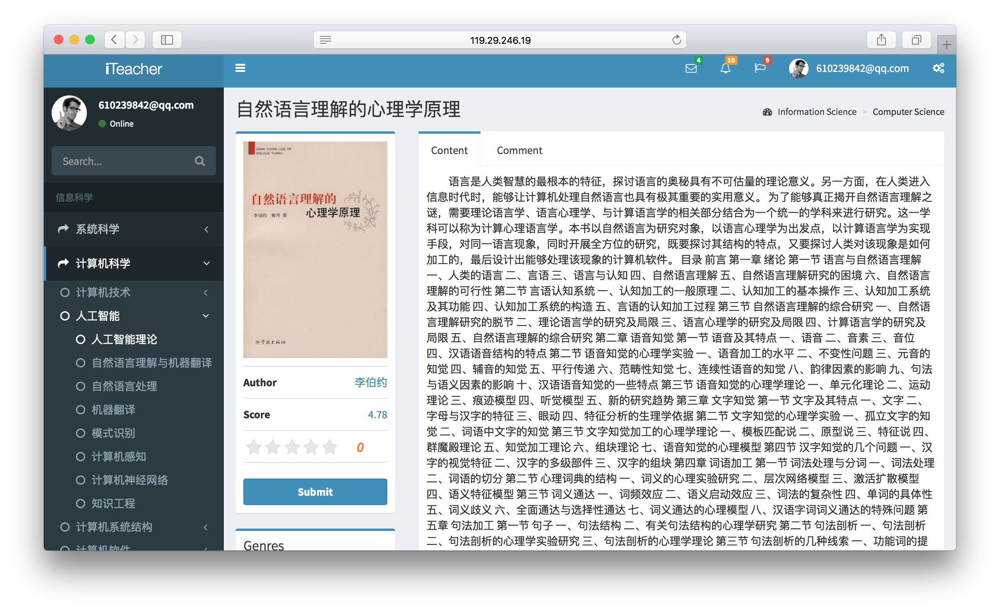 119.29.246.19
iTeacher
4
10
9
610239842@qq.com
610239842@qq.com
Online
Search...
信息科学
系统科学
计算机科学
计算机技术
人工智能
人工智能理论
自然语言理解与机器翻译
自然语言处理
机器翻译
模式识别
计算机感知
计算机神经网络
知识工程
计算机系统结构
计算机软件
自然语言理解的心理学原理
Information Science > Computer Science
ZIRAN YUYAN LIJIE DE
XINLIXUE YUANLI
自然语言理解的
心理学原理
李伯约 赛丹 著
学林出版社
Author 李伯约
Score 4.78
0
Submit
Genres
Content Comment
语言是人类智慧的最根本的特征，探讨语言的奥秘具有不可估量的理论意义。另一方面，在人类进入
信息时代时，能够让计算机处理自然语言也具有极其重要的实用意义。 为了能够真正揭开自然语言理解之
谜，需要理论语言学、语言心理学、与计算语言学的相关部分结合为一个统一的学科来进行研究。这一学
科可以称为计算心理语言学。本书以自然语言为研究对象，以语言心理学为出发点，以计算语言学为实现
手段，对同一语言现象，同时开展全方位的研究，既要探讨其结构的特点，又要探讨人类对该现象是如何
加工的，最后设计出能够处理该现象的计算机软件。 目录 前言 第一章 绪论 第一节 语言与自然语言理解
一、人类的语言 二、言语 三、语言与认知 四、自然语言理解 五、自然语言理解研究的困境 六、自然语言
理解的可行性 第二节 言语认知系统 一、认知加工的一般原理 二、认知加工的基本操作 三、认知加工系统
及其功能 四、认知加工系统的构造 五、言语的认知加工过程 第三节 自然语言理解的综合研究 一、自然语
言理解研究的脱节 二、理论语言学的研究及局限 三、语言心理学的研究及局限 四、计算语言学的研究及
局限 五、自然语言理解的综合研究 第二章 语音知觉 第一节 语音及其特点 一、语音 二、音素 三、音位
四、汉语语音结构的特点 第二节 语音知觉的心理学实验 一、语音加工的水平 二、不变性问题 三、元音的
知觉 四、辅音的知觉 五、平行传递 六、范畴性知觉 七、连续性语音的知觉 八、韵律因素的影响 九、句法
与语义因素的影响 十、汉语语音知觉的一些特点 第三节 语音知觉的心理学理论 一、单元化理论 二、运动
理论 三、痕迹模型 四、听觉模型 五、新的研究趋势 第三章 文字知觉 第一节 文字及其特点 一、文字 二、
字母与汉字的特征 三、眼动 四、特征分析的生理学依据 第二节 文字知觉的心理学实验 一、孤立文字的知
觉 二、词语中文字的知觉 第三节 文字知觉加工的心理学理论 一、模板匹配说 二、原型说 三、特征说 四、
群魔殿理论 五、知觉加工理论 六、组块理论 七、语音知觉的心理模型 第四节 汉字知觉的几个问题 一、汉
字的视觉特征 二、汉字的多级部件 三、汉字的组块 第四章 词语加工 第一节 词法处理与分词 一、词法处理
二、词语的切分 第二节 心理词典的结构 一、词义的心理实验研究 二、层次网络模型 三、激活扩散模型
四、语义特征模型 第三节 词义通达 一、词频效应 二、语义启动效应 三、词法的复杂性 四、单词的具体性
五、词义歧义 六、全面通达与选择性通达 七、词义通达的心理模型 八、汉语字词词义通达的特殊问题 第
五章 句法加工 第一节 句子 一、句法结构 二、有关句法结构的心理学研究 第二节 句法剖析 一、句法剖析
二、句法剖析的心理学实验研究 三、句法剖析的心理学理论 第三节 句法剖析的几种线索 一、功能词的提